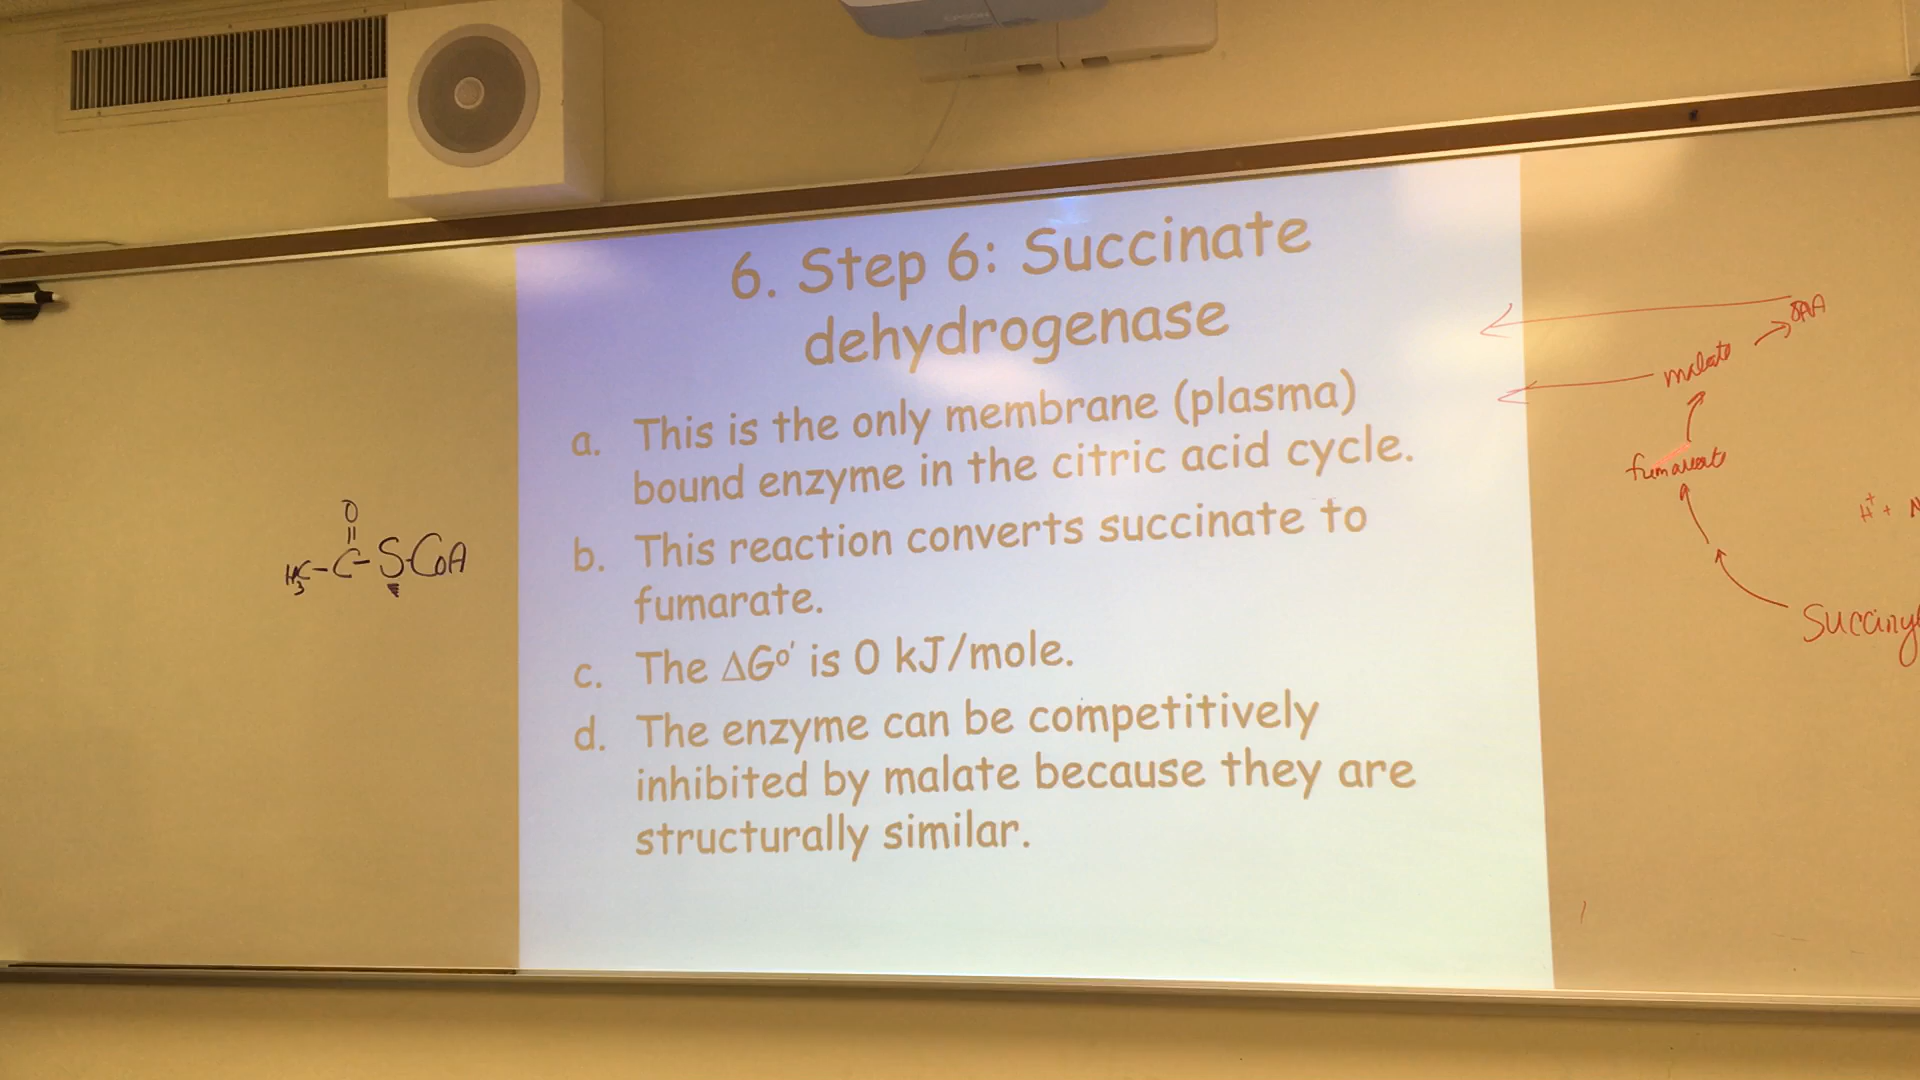 EPSON
6. Step 6: Succinate
dehydrogenase
a. This is the only membrane (plasma)
bound enzyme in the citric acid cycle.
b. This reaction converts succinate to
fumarate.
c. The ΔG°' is 0 kJ/mole.
d. The enzyme can be competitively
inhibited by malate because they are
structurally similar.
O
H₃C-C-S-CoA
OAA
malate
fumarate
H⁺ + N
Succinyl